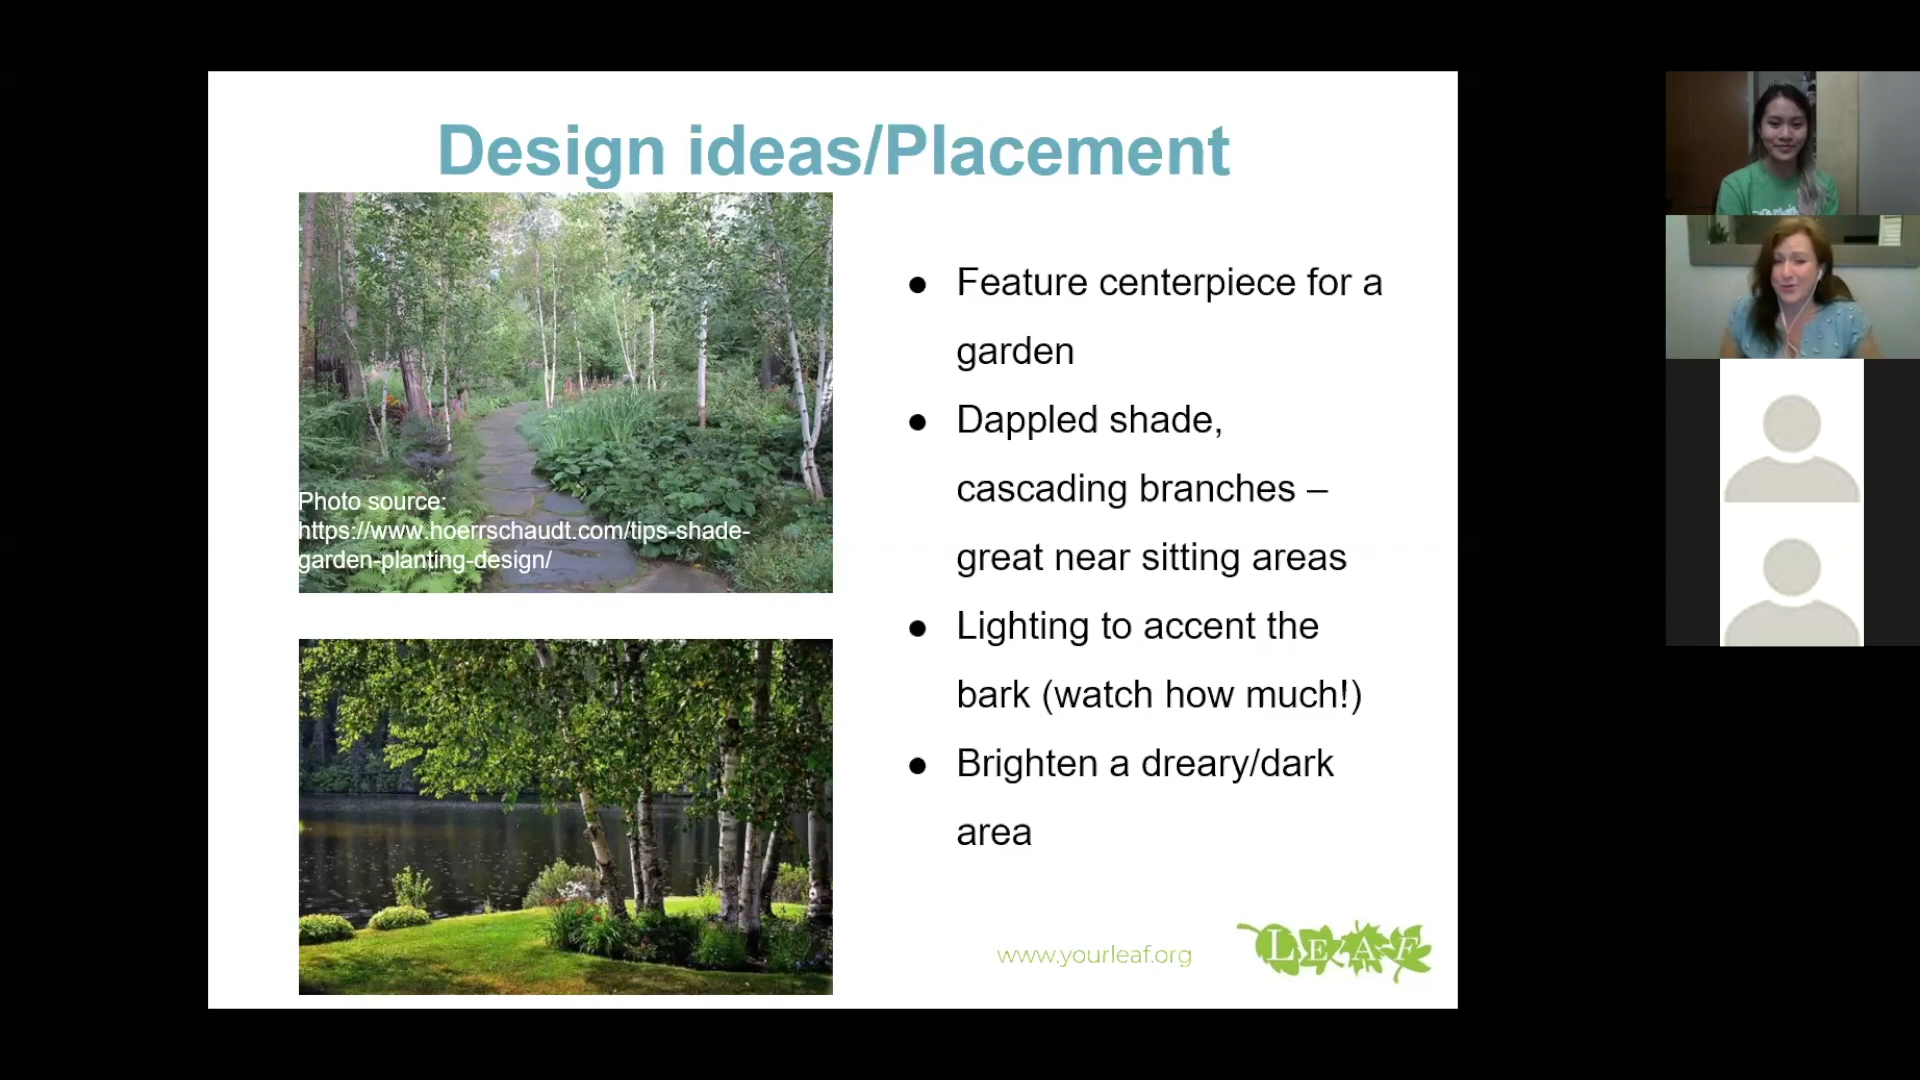 Design ideas/Placement
Photo source:
https://www.hoerrschaudt.com/tips-shade-
garden-planting-design/
● Feature centerpiece for a
garden
● Dappled shade,
cascading branches –
great near sitting areas
● Lighting to accent the
bark (watch how much!)
● Brighten a dreary/dark
area
www.yourleaf.org
LEAF